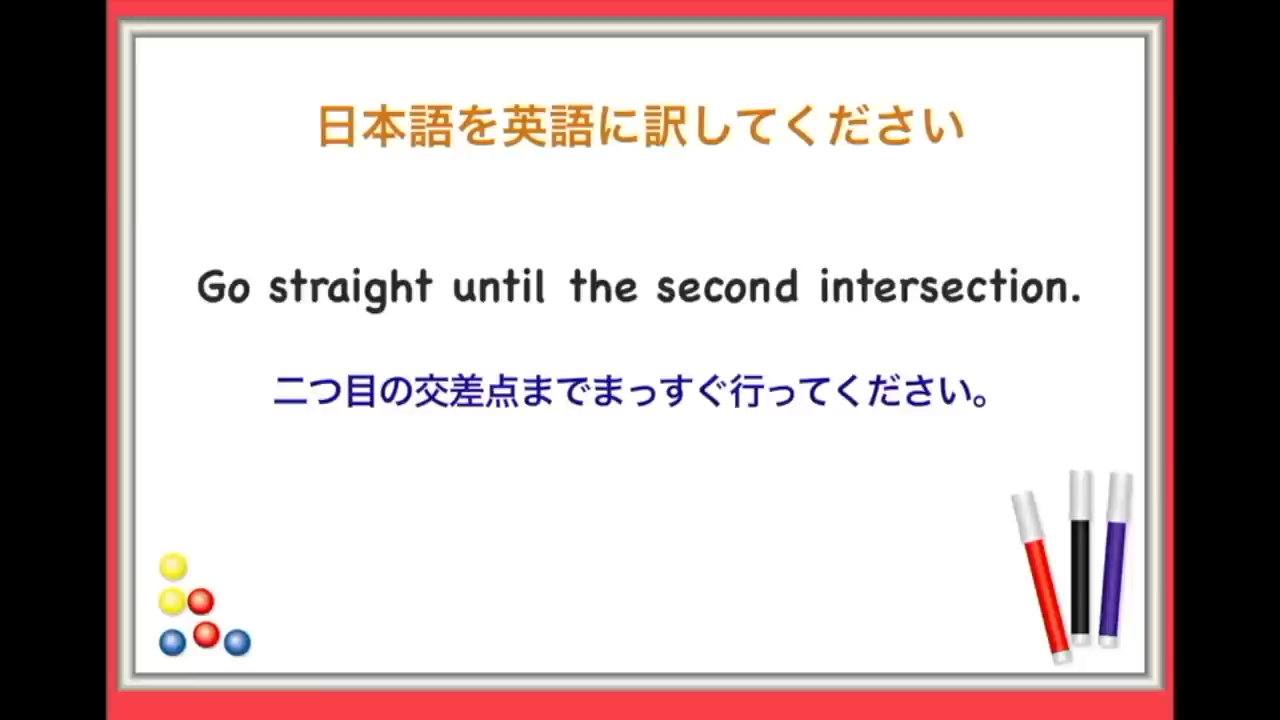 日本語を英語に訳してください
Go straight until the second intersection.
二つ目の交差点までまっすぐ行ってください。